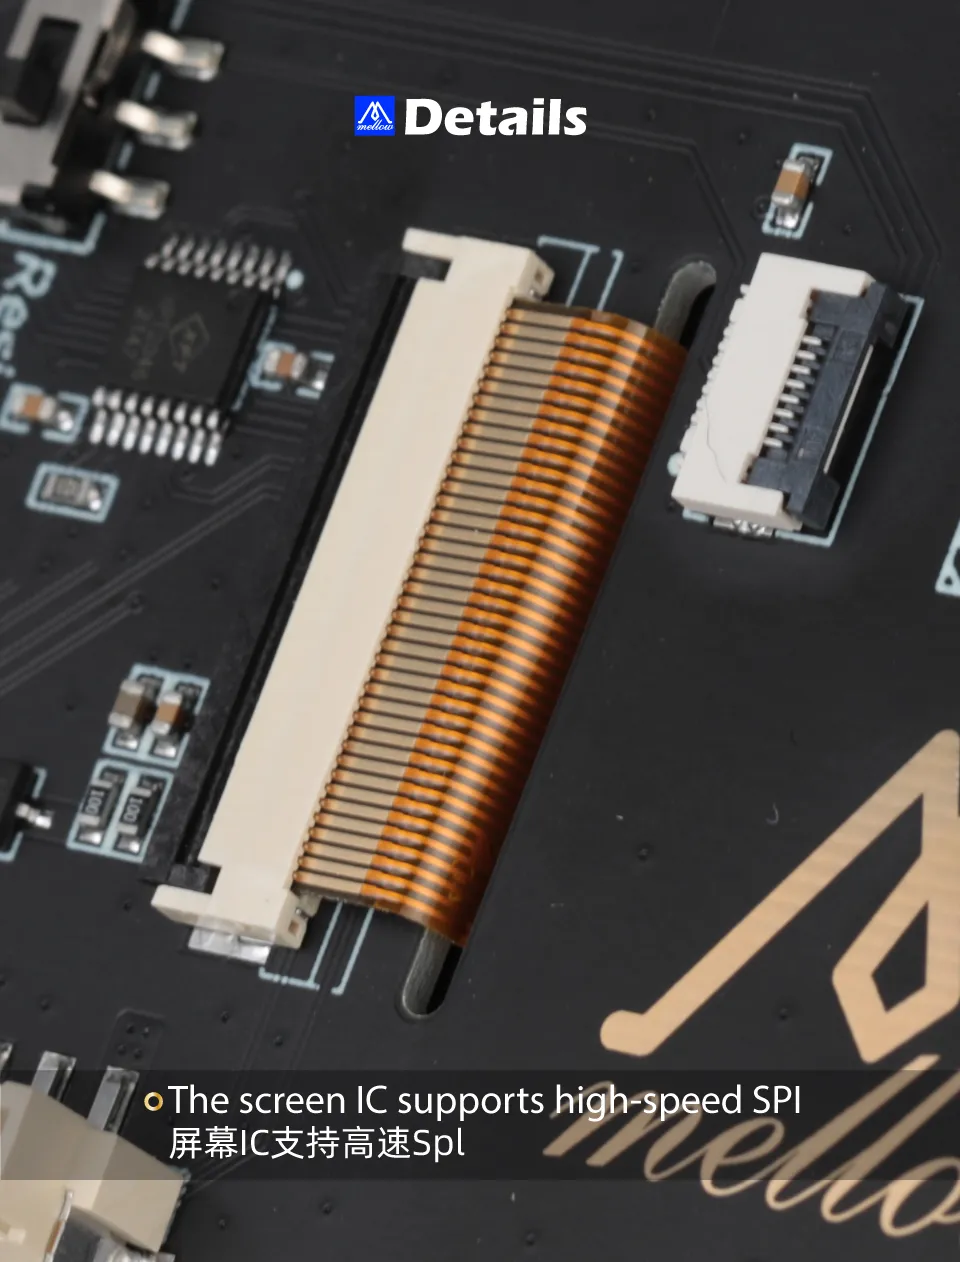 mellow
Details
Res
100
100
The screen IC supports high-speed SPI
屏幕IC支持高速Spl
mello